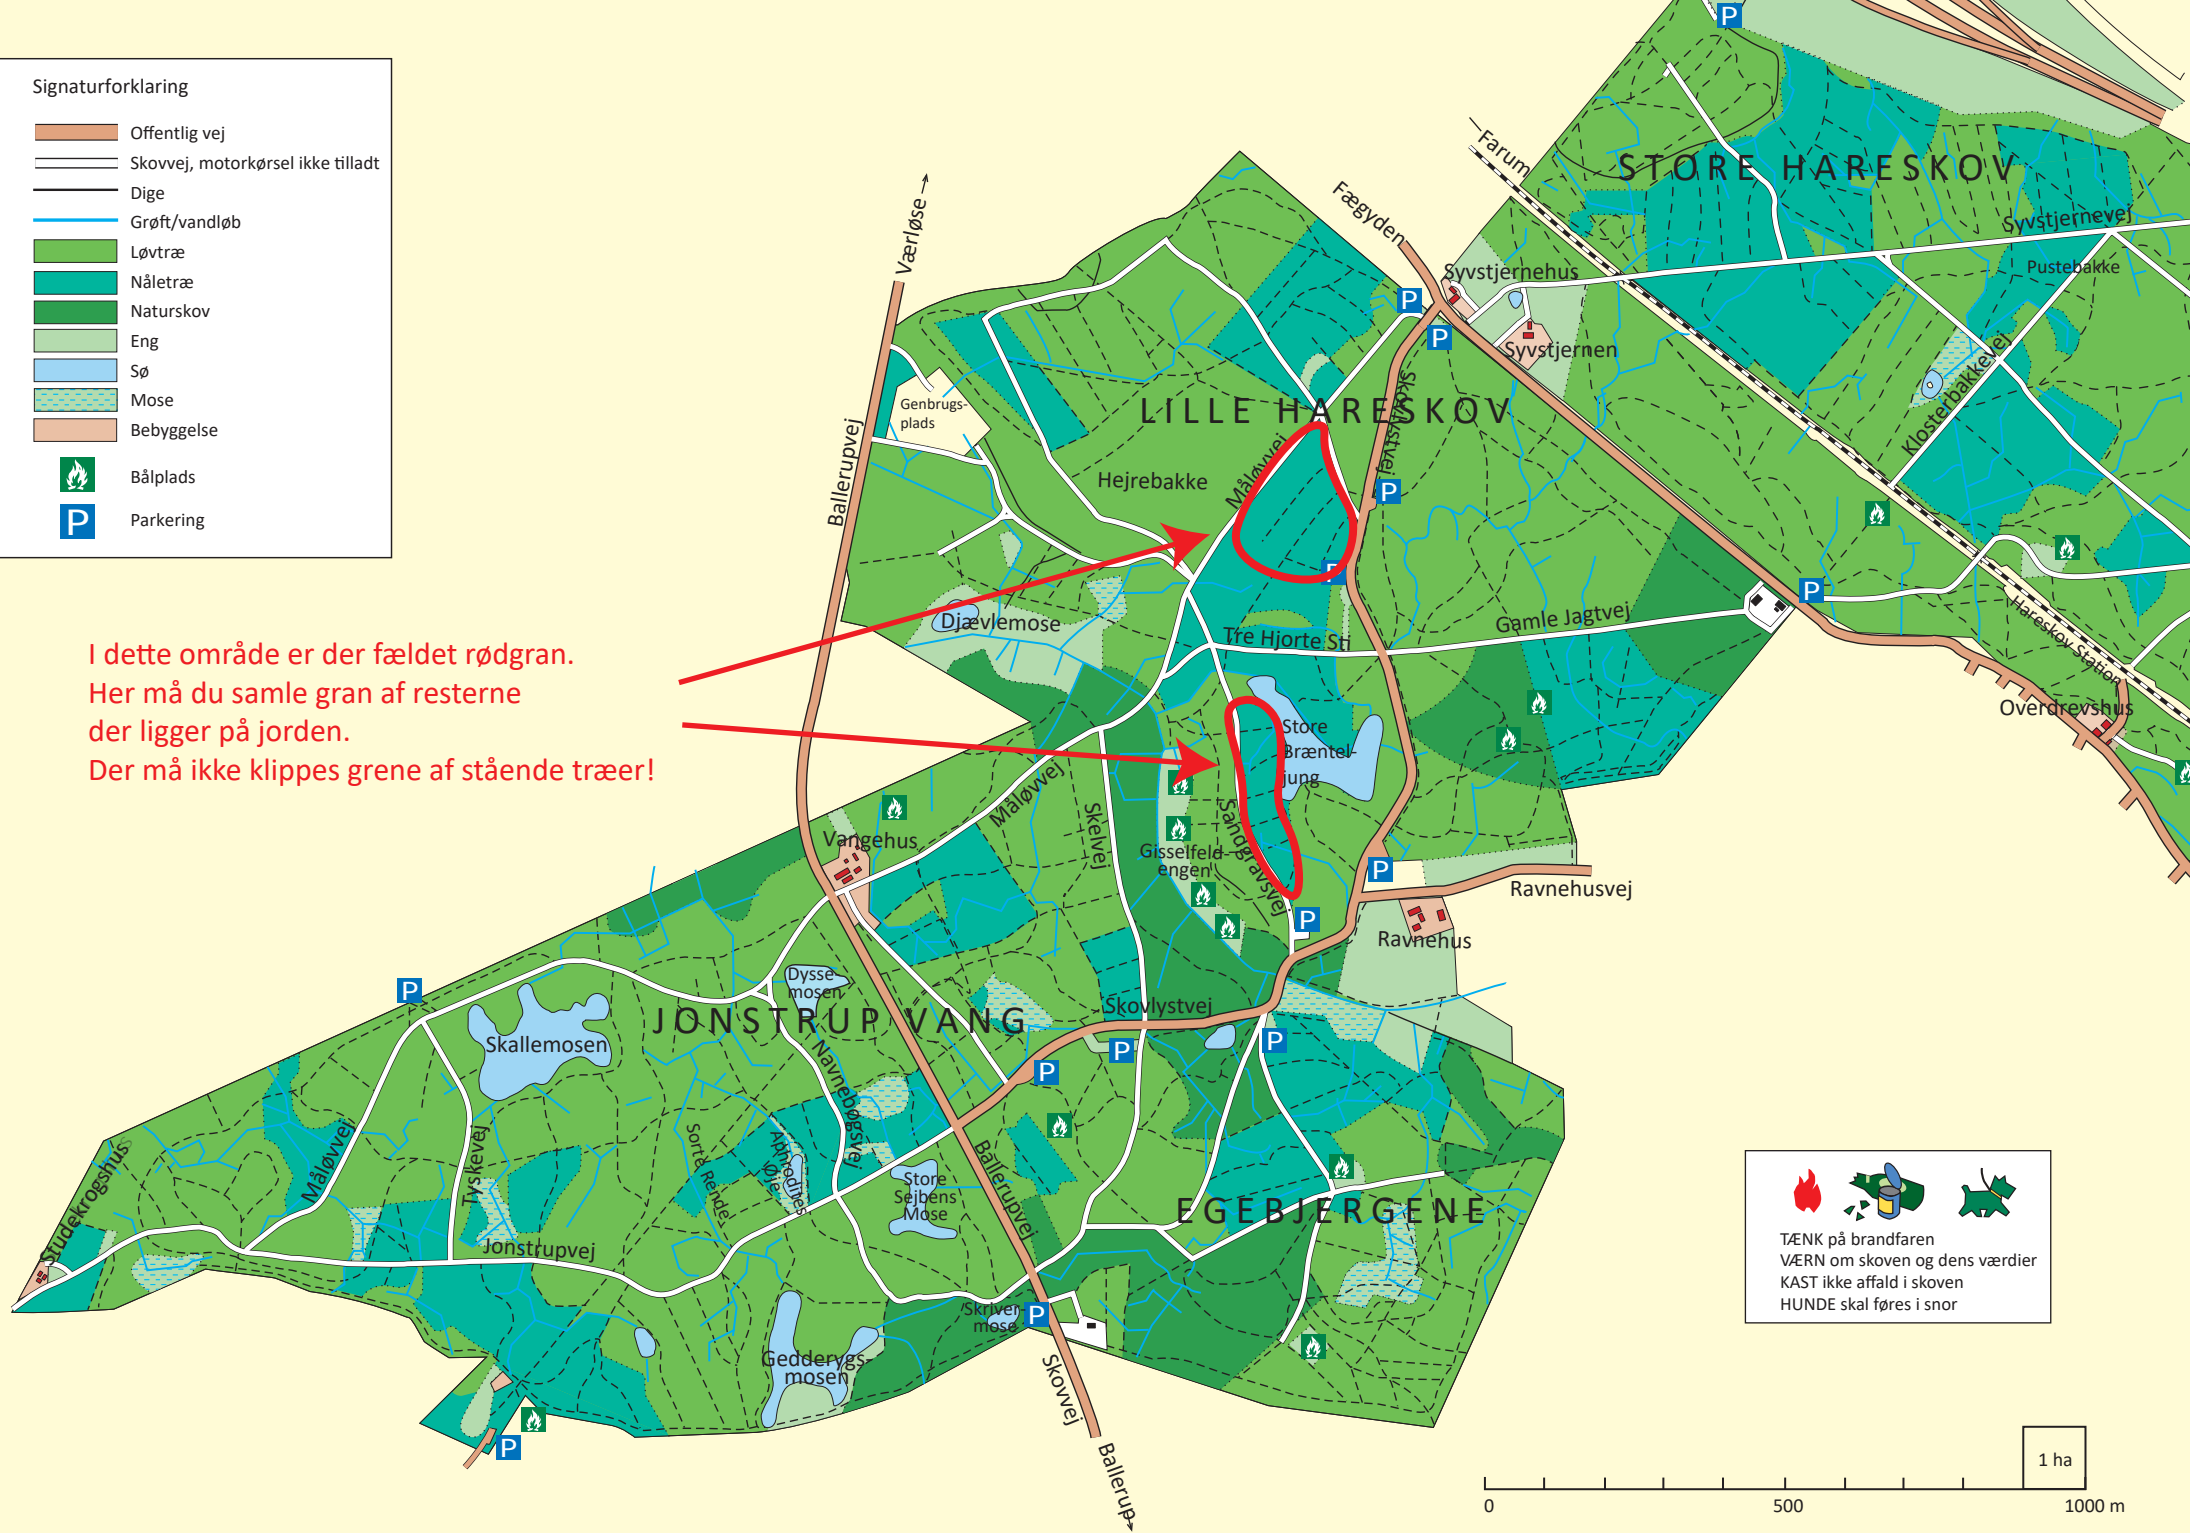 Signaturforklaring
Offentlig vej
Skovvej, motorkørsel ikke tilladt
Dige
Grøft/vandløb
Løvtræ
Nåletræ
Naturskov
Eng
Sø
Mose
Bebyggelse
Bålplads
P
Parkering
I dette område er der fældet rødgran.
Her må du samle gran af resterne
der ligger på jorden.
Der må ikke klippes grene af stående træer!
P
Farum
STORE HARESKOV
Syvstjernevej
Pustebakke
Klosterbakkevej
Værløse
Fægyden
Syvstjernehus
Syvstjernen
P
P
LILLE HARESKOV
Skovlystvej
Genbrugs-
plads
Ballerupvej
Hejrebakke
Måløvvej
P
P
P
Djævlemose
Tre Hjorte Sti
Gamle Jagtvej
Hareskov Station
Overdrevshus
Store
Bræntel-
jung
Måløvvej
Skelvej
Sandgravsvej
Vangehus
Gisselfeld-
engen
P
Ravnehusvej
P
Ravnehus
P
Dysse-
mosen
Skovlystvej
JONSTRUP VANG
Skallemosen
P
P
P
Navnebøgsvej
Måløvvej
Tyskevej
Sorte Rende
Aphrodites
Øje
Store
Sejbens
Mose
Ballerupvej
EGEBJERGENE
Studekrogshus
Jonstrupvej
Skriver-
mose
P
Gedderygs-
mosen
Skovvej
P
Ballerup
TÆNK på brandfaren
VÆRN om skoven og dens værdier
KAST ikke affald i skoven
HUNDE skal føres i snor
1 ha
0
500
1000 m